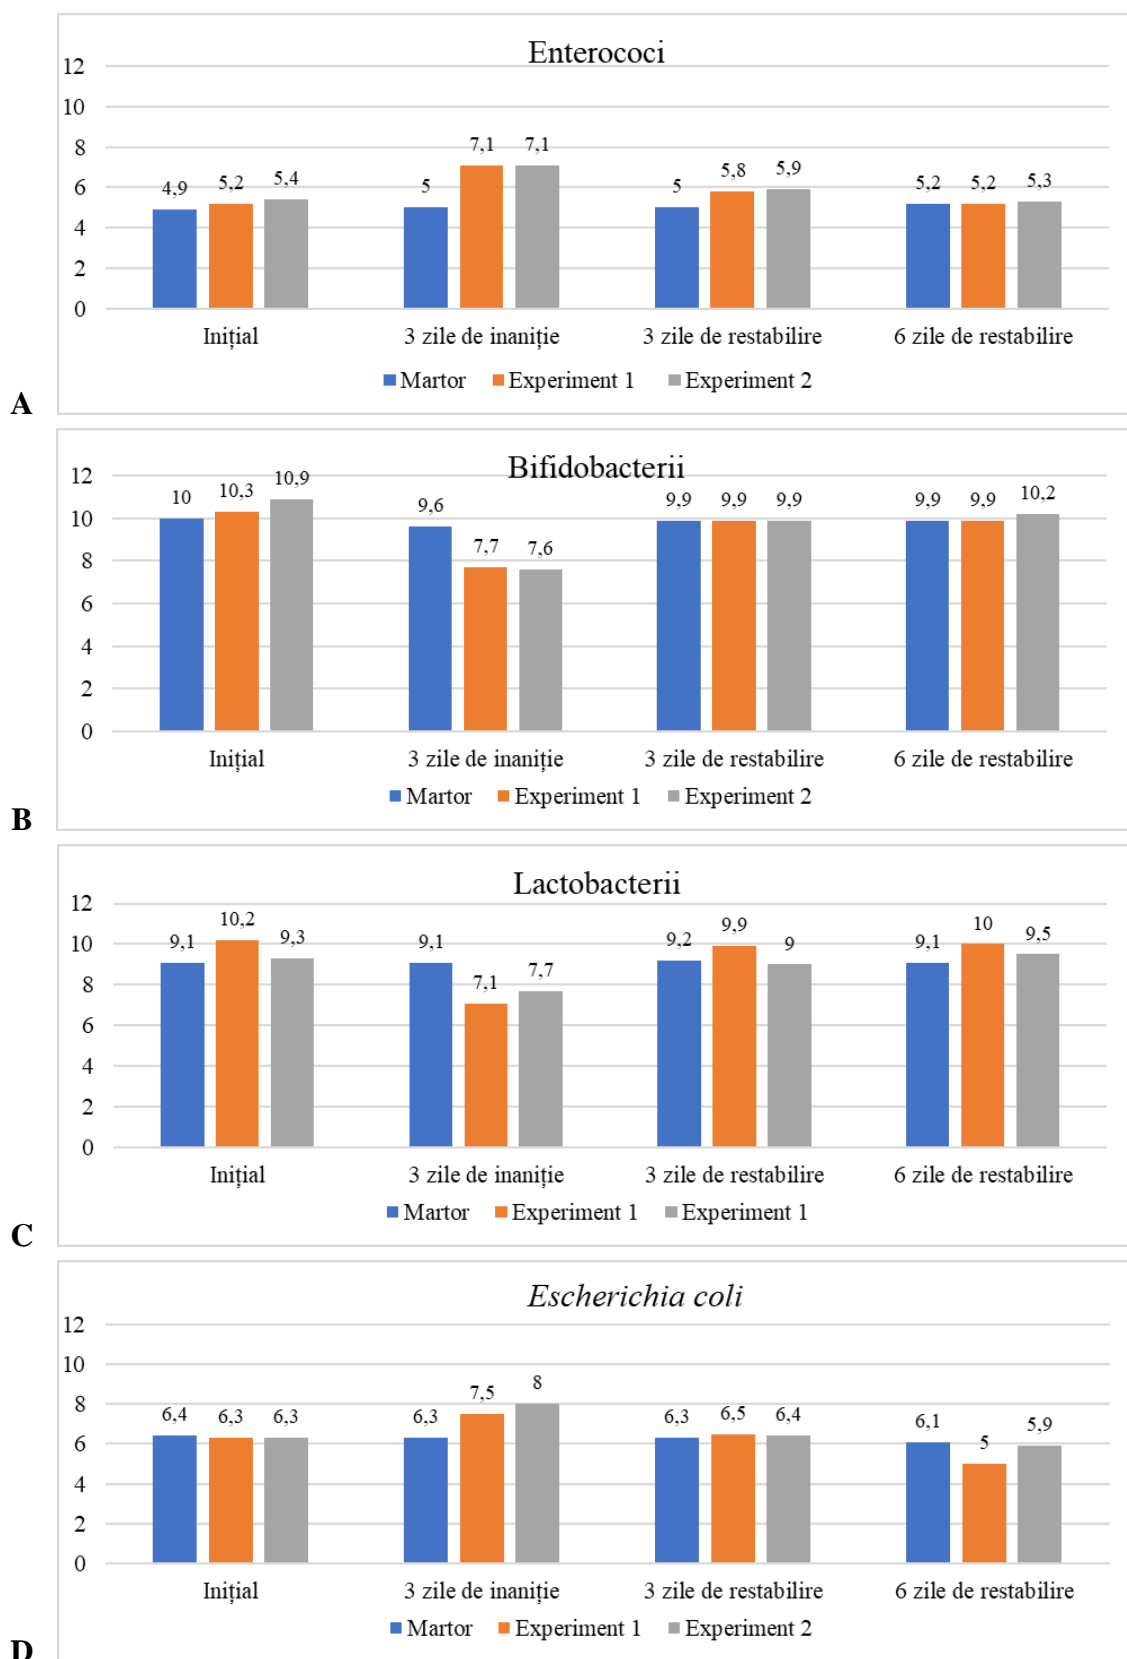 Enterococi
12
10
8
6
4
2
0
4,9 5,2 5,4
5 7,1 7,1
5 5,8 5,9
5,2 5,2 5,3
Inițial 3 zile de inaniție 3 zile de restabilire 6 zile de restabilire
Martor Experiment 1 Experiment 2
A
Bifidobacterii
12
10
8
6
4
2
0
10 10,3 10,9
9,6 7,7 7,6
9,9 9,9 9,9
9,9 9,9 10,2
Inițial 3 zile de inaniție 3 zile de restabilire 6 zile de restabilire
Martor Experiment 1 Experiment 2
B
Lactobacterii
12
10
8
6
4
2
0
9,1 10,2 9,3
9,1 7,1 7,7
9,2 9,9 9
9,1 10 9,5
Inițial 3 zile de inaniție 3 zile de restabilire 6 zile de restabilire
Martor Experiment 1 Experiment 1
C
Escherichia coli
12
10
8
6
4
2
0
6,4 6,3 6,3
6,3 7,5 8
6,3 6,5 6,4
6,1 5 5,9
Inițial 3 zile de inaniție 3 zile de restabilire 6 zile de restabilire
Martor Experiment 1 Experiment 2
D